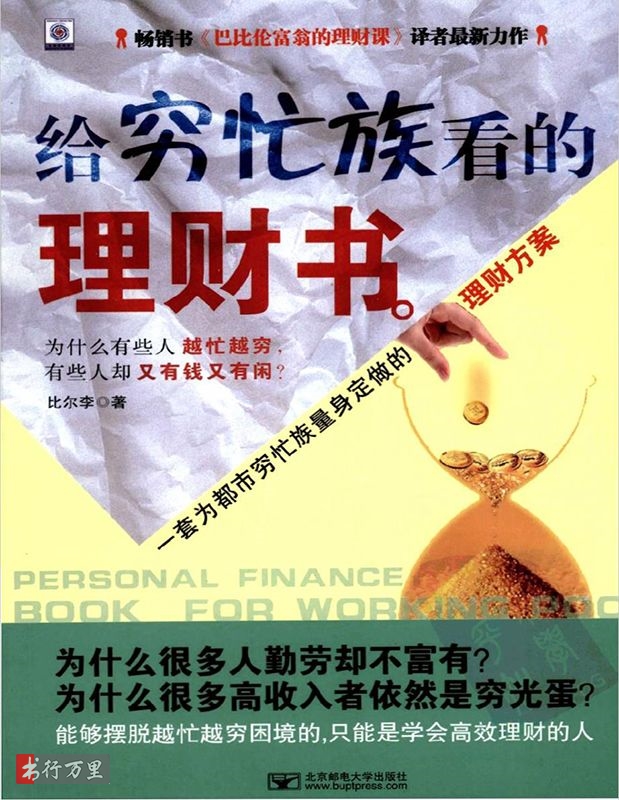 畅销书《巴比伦富翁的理财课》译者最新力作
给穷忙族看的
理财书。
为什么有些人越忙越穷，
有些人却又有钱又有闲？
比尔李◎著
一套为都市穷忙族量身定做的
理财方案
PERSONAL FINANCE
BOOK FOR WORKING POO
为什么很多人勤劳却不富有？
为什么很多高收入者依然是穷光蛋？
能够摆脱越忙越穷困境的，只能是学会高效理财的人
书行万里
北京邮电大学出版社
www.buptpress.com